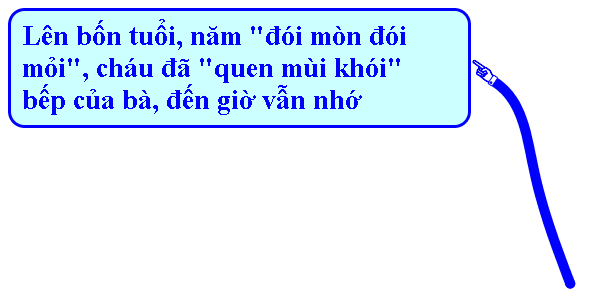 Lên bốn tuổi, năm "đói mòn đói
mỏi", cháu đã "quen mùi khói"
bếp của bà, đến giờ vẫn nhớ